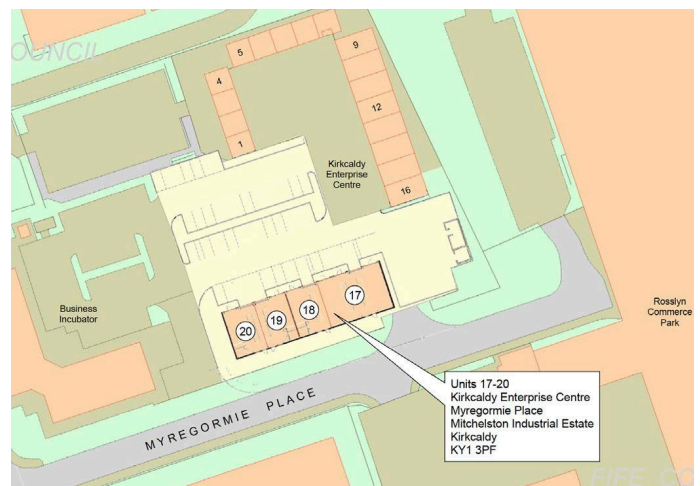 OUNCIL
5
9
4
12
1
Kirkcaldy
Enterprise
Centre
16
17
18
19
20
Business
Incubator
Rosslyn
Commerce
Park
MYREGORMIE PLACE
Units 17-20
Kirkcaldy Enterprise Centre
Myregormie Place
Mitchelston Industrial Estate
Kirkcaldy
KY1 3PF
FIFE CO